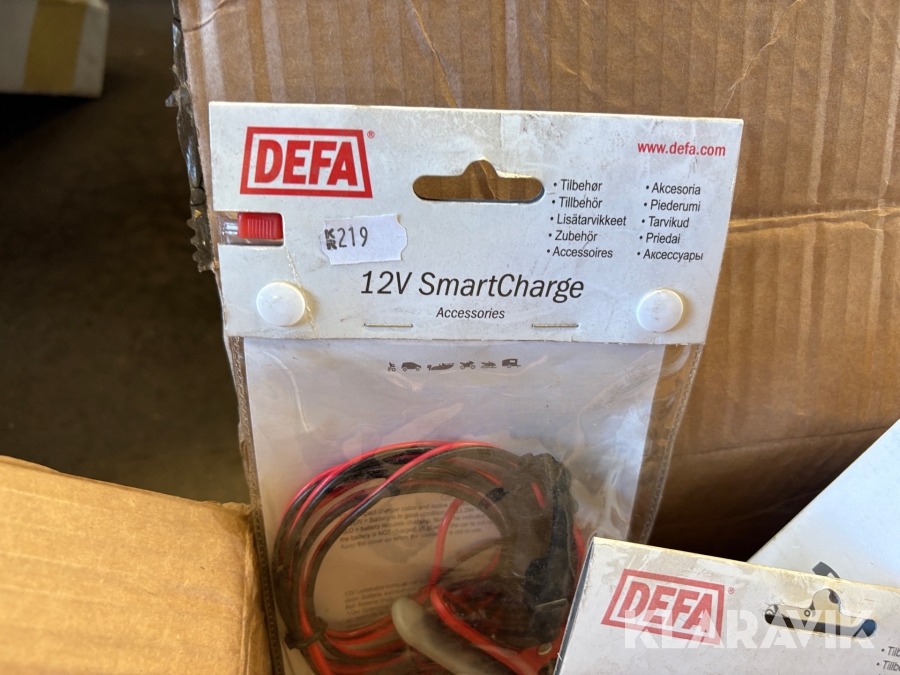 DEFA®
www.defa.com
• Tilbehør
• Tillbehör
• Lisätarvikkeet
• Zubehör
• Accessoires
• Akcesoria
• Piederumi
• Tarvikud
• Priedai
• Аксессуары
KR 219
12V SmartCharge
Accessories
DEFA®
KLARAVIK